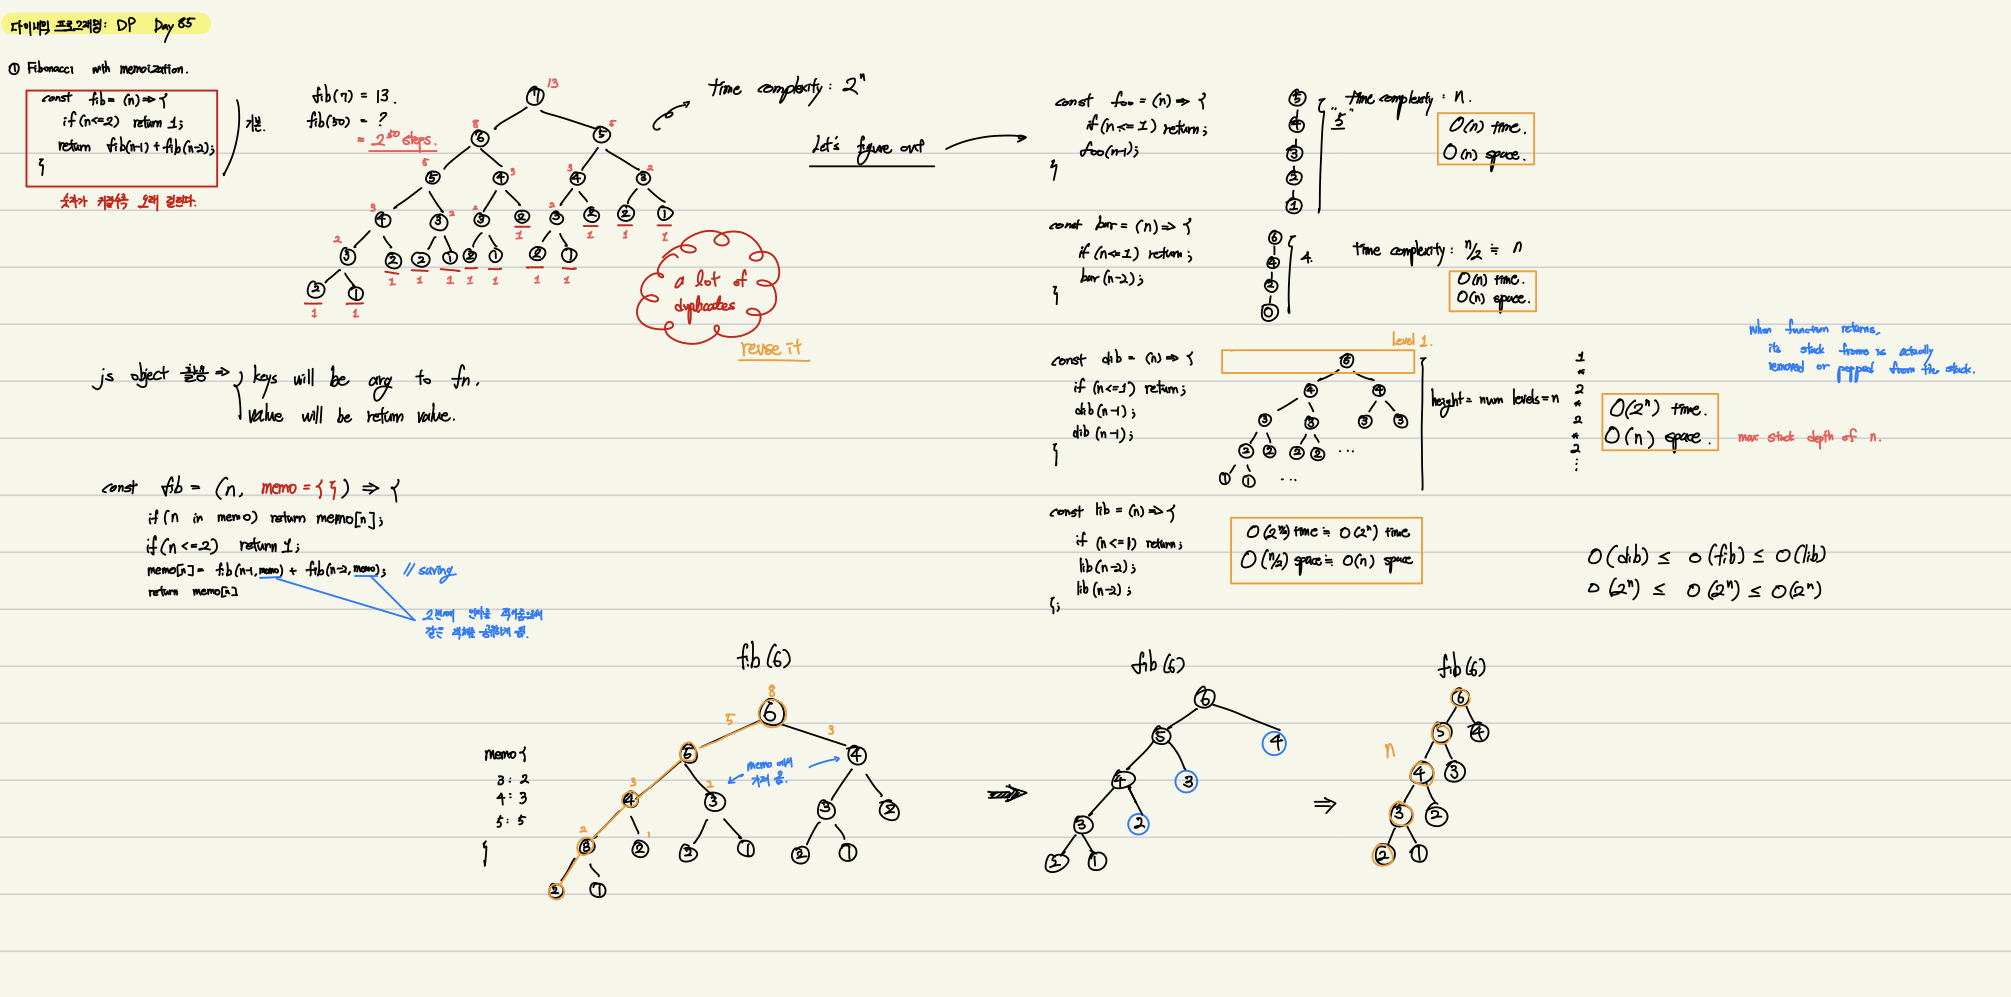 다이내믹 프로그래밍: DP Day 85
① Fibonacci with memoization.
const fib = (n) => {
if (n<=2) return 1;
return fib(n-1) + fib(n-2);
}
기본.
숫자가 커질수록 오래 걸린다.
fib(7) = 13.
fib(50) = ?
= 2^50 steps.
13
7
8 5
6 5
5 3 3 2
5 4 4 3
3 2 2 2
4 3 3 2 3 2 2 1
1 1 1 1
2
3 2 2 1 2 1 2 1
1 1 1 1 1 1 1
2 1
1 1
a lot of
duplicates
reuse it
time complexity: 2^n
Let's figure out
const foo = (n) => {
if (n<=1) return;
foo(n-1);
}
5
4
3
2
1
"5"
time complexity: n.
O(n) time.
O(n) space.
const bar = (n) => {
if (n<=1) return;
bar(n-2);
}
6
4
2
0
4.
time complexity: n/2 ≒ n
O(n) time.
O(n) space.
const dib = (n) => {
if (n<=1) return;
dib(n-1);
dib(n-1);
}
level 1.
5
4 4
3 3 3 3
2 2 2 2 ...
1 1 ...
height = num levels = n
1
*
2
*
2
*
2
⋮
O(2^n) time.
O(n) space.
max stack depth of n.
When function returns,
its stack frame is actually
removed or popped from the stack.
const lib = (n) => {
if (n<=1) return;
lib(n-2);
lib(n-2);
};
O(2^n/2) time ≒ O(2^n) time
O(n/2) space ≒ O(n) space
O(dib) ≤ O(fib) ≤ O(lib)
O(2^n) ≤ O(2^n) ≤ O(2^n)
js object 활용 => keys will be arg to fn.
value will be return value.
const fib = (n, memo = {}) => {
if (n in memo) return memo[n];
if (n<=2) return 1;
memo[n] = fib(n-1, memo) + fib(n-2, memo); // saving
return memo[n]
2번째 인자를 적어줌으로써
같은 객체를 공유하게 됨.
fib(6)
8
6
5 3
5 4
3 2
4 3 3 2
2 1
3 2 2 1 2 1
2 1
memo {
3: 2
4: 3
5: 5
}
memo에서
가져 옴.
⇒
fib(6)
6
5 4
4 3
3 2
2 1
⇒
fib(6)
6
n
5 4
4 3
3 2
2 1